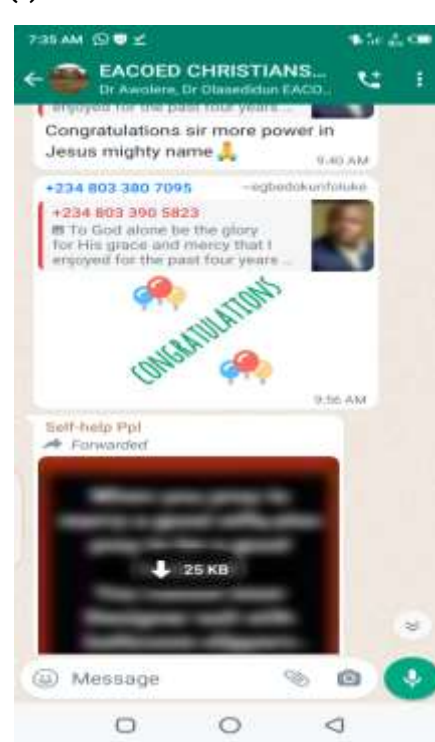 7:35 AM
EACOED CHRISTIANS...
Dr Awolere, Dr Olasedidun EACO...
enjoyed for the past four years ...
Congratulations sir more power in
Jesus mighty name🙏
9:40 AM
+234 803 380 7095 ~egbedokunfoluke
+234 803 390 5823
To God alone be the glory
for His grace and mercy that I
enjoyed for the past four years ...
CONGRATULATIONS
9:56 AM
Self-help Ppl
Forwarded
25 KB
Message